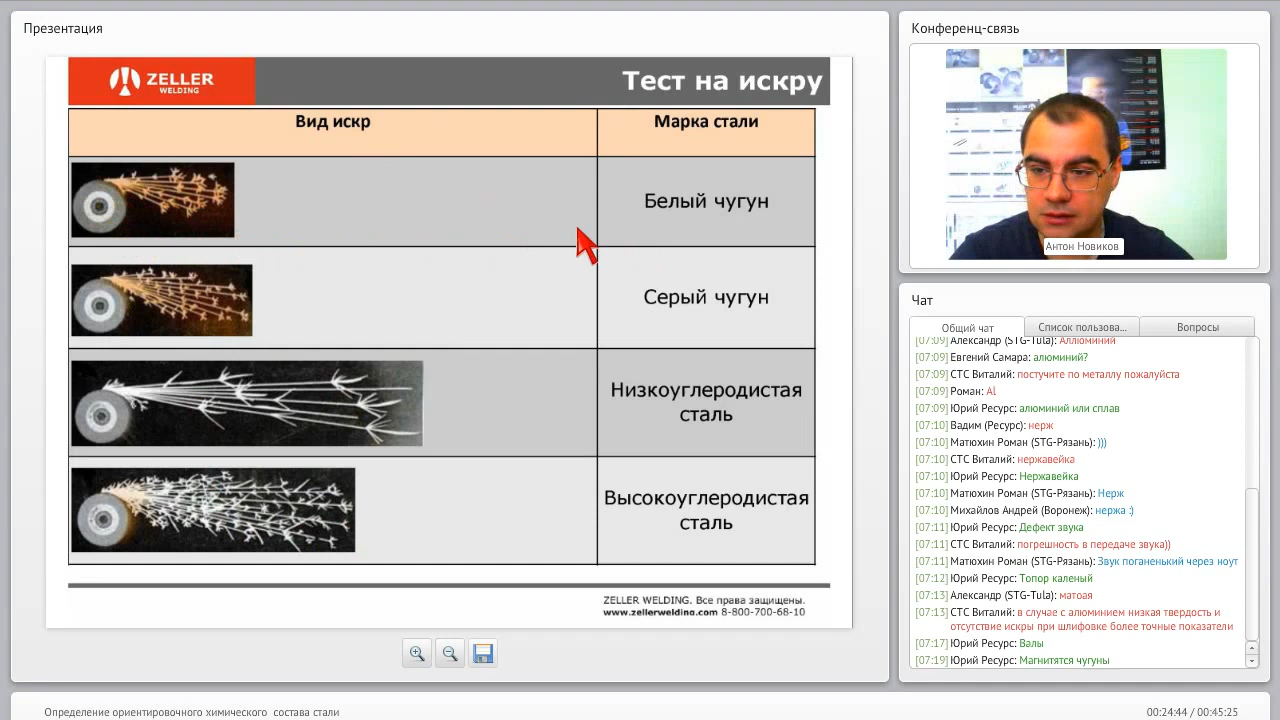 Презентация
ZELLER
WELDING
Тест на искру
Вид искр
Марка стали
Белый чугун
Серый чугун
Низкоуглеродистая
сталь
Высокоуглеродистая
сталь
ZELLER WELDING. Все права защищены.
www.zellerwelding.com 8-800-700-68-10
Конференц-связь
Антон Новиков
Чат
Общий чат
Список пользова...
Вопросы
[07:09] Александр (STG-Tula): Аллюминий
[07:09] Евгений Самара: алюминий?
[07:09] СТС Виталий: постучите по металлу пожалуйста
[07:09] Роман: Al
[07:09] Юрий Ресурс: алюминий или сплав
[07:10] Вадим (Ресурс): нерж
[07:10] Матюхин Роман (STG-Рязань): )))
[07:10] СТС Виталий: нержавейка
[07:10] Юрий Ресурс: Нержавейка
[07:10] Матюхин Роман (STG-Рязань): Нерж
[07:10] Михайлов Андрей (Воронеж): нержа :)
[07:11] Юрий Ресурс: Дефект звука
[07:11] СТС Виталий: погрешность в передаче звука))
[07:11] Матюхин Роман (STG-Рязань): Звук поганенький через ноут
[07:12] Юрий Ресурс: Топор каленый
[07:13] Александр (STG-Tula): матоая
[07:13] СТС Виталий: в случае с алюминием низкая твердость и
отсутствие искры при шлифовке более точные показатели
[07:17] Юрий Ресурс: Валы
[07:19] Юрий Ресурс: Магнитятся чугуны
Определение ориентировочного химического состава стали
00:24:44 / 00:45:25